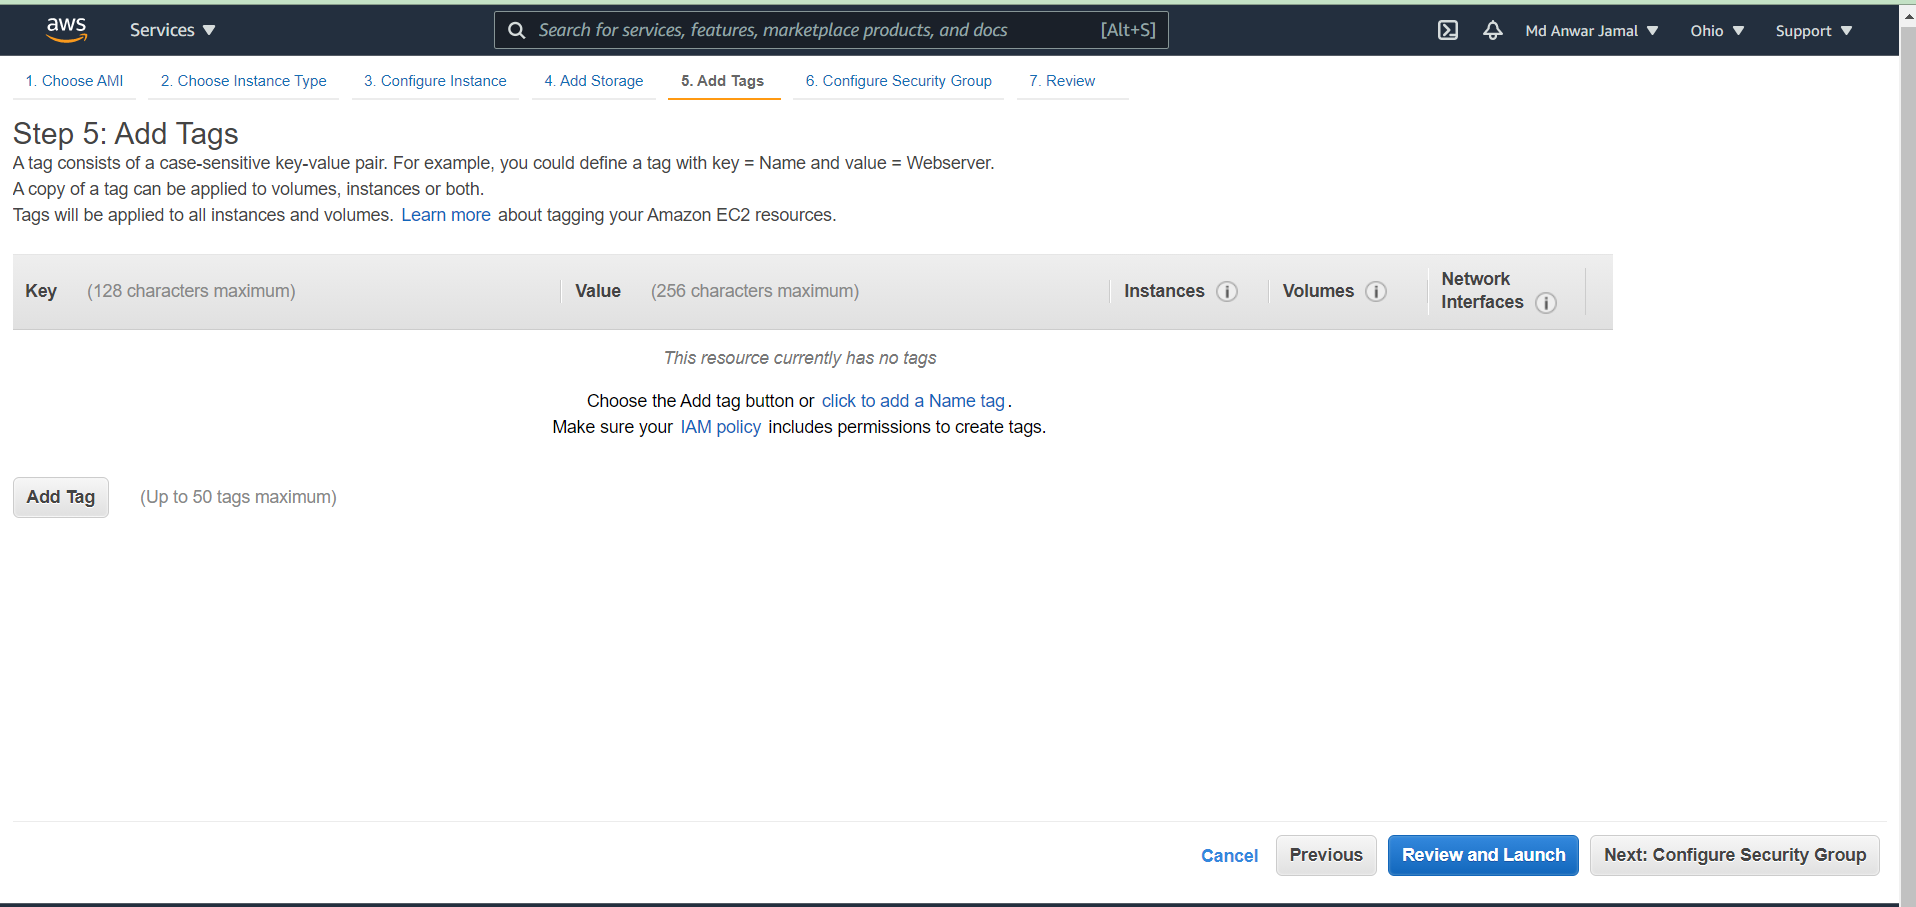 aws Services Search for services, features, marketplace products, and docs [Alt+S] Md Anwar Jamal Ohio Support
1. Choose AMI 2. Choose Instance Type 3. Configure Instance 4. Add Storage 5. Add Tags 6. Configure Security Group 7. Review
Step 5: Add Tags
A tag consists of a case-sensitive key-value pair. For example, you could define a tag with key = Name and value = Webserver.
A copy of a tag can be applied to volumes, instances or both.
Tags will be applied to all instances and volumes. Learn more about tagging your Amazon EC2 resources.
Key (128 characters maximum) Value (256 characters maximum) Instances i Volumes i Network
Interfaces i
This resource currently has no tags
Choose the Add tag button or click to add a Name tag.
Make sure your IAM policy includes permissions to create tags.
Add Tag (Up to 50 tags maximum)
Cancel Previous Review and Launch Next: Configure Security Group